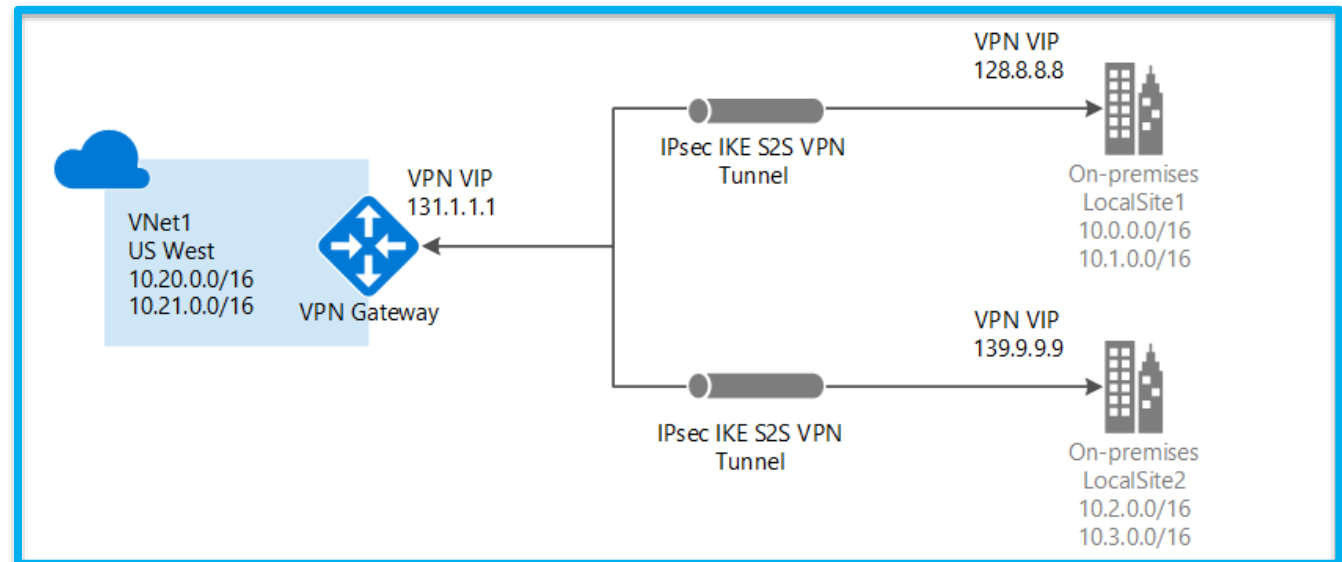 VPN VIP
128.8.8.8
IPsec IKE S2S VPN
Tunnel
On-premises
LocalSite1
10.0.0.0/16
10.1.0.0/16
VPN VIP
131.1.1.1
VNet1
US West
10.20.0.0/16
10.21.0.0/16
VPN Gateway
VPN VIP
139.9.9.9
IPsec IKE S2S VPN
Tunnel
On-premises
LocalSite2
10.2.0.0/16
10.3.0.0/16